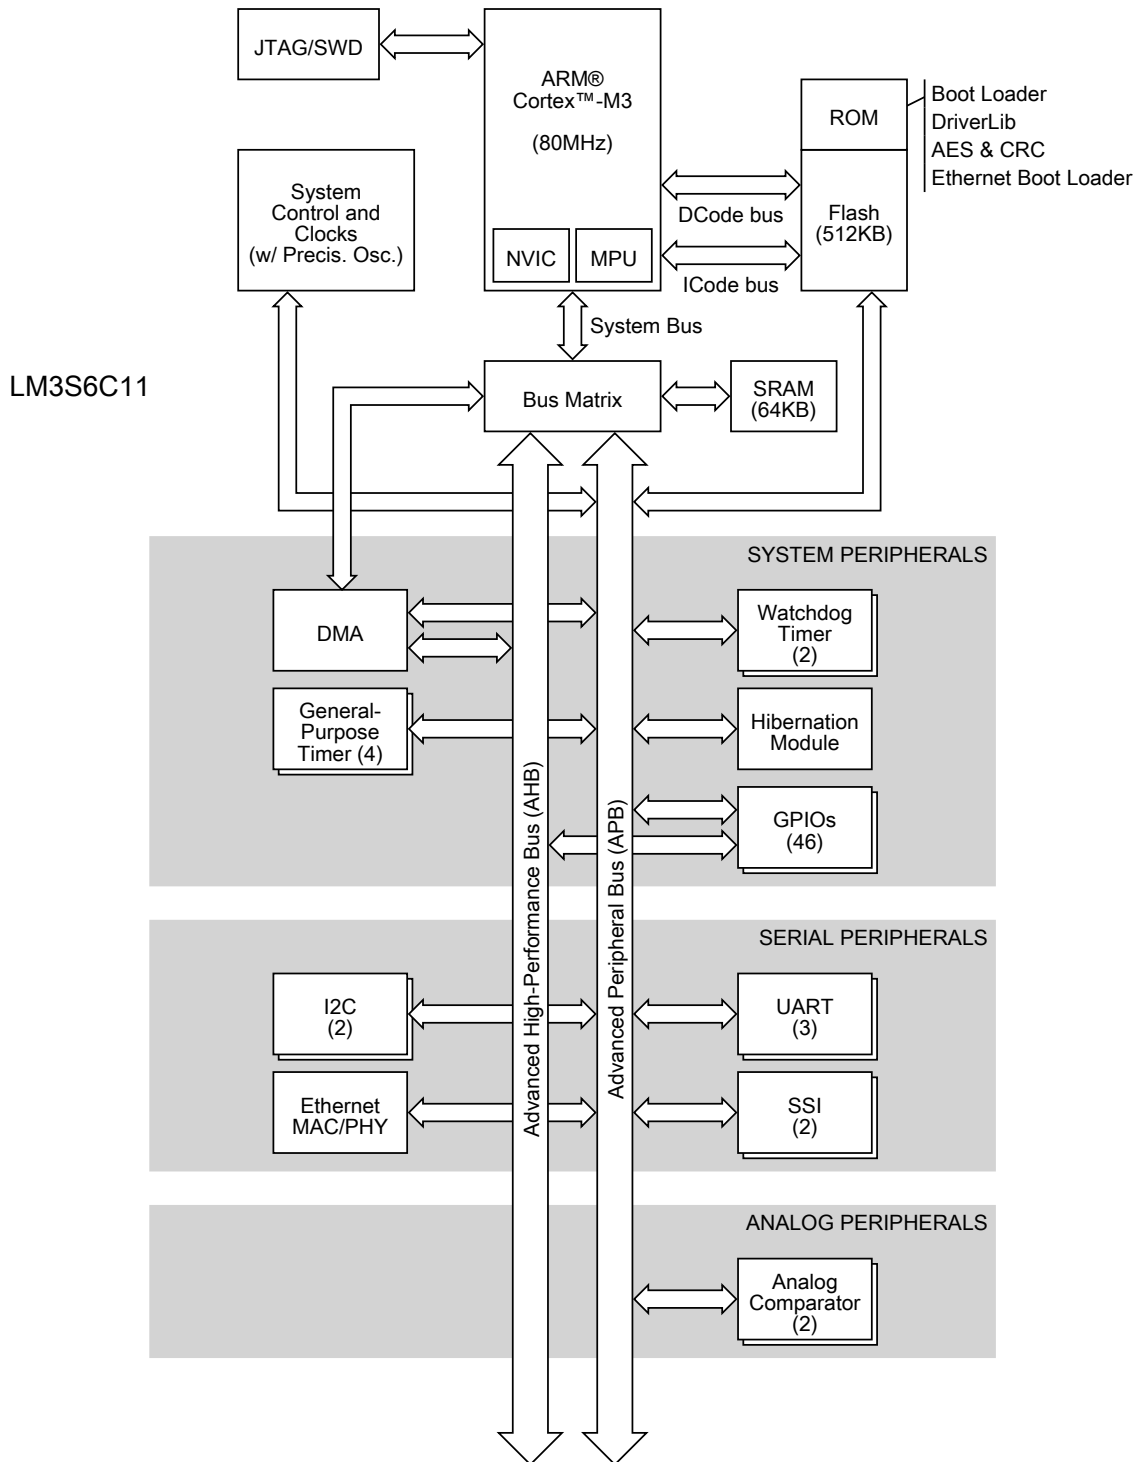 JTAG/SWD
ARM®
Cortex™-M3
(80MHz)
NVIC
MPU
ROM
Flash
(512KB)
Boot Loader
DriverLib
AES & CRC
Ethernet Boot Loader
System
Control and
Clocks
(w/ Precis. Osc.)
DCode bus
ICode bus
System Bus
LM3S6C11
Bus Matrix
SRAM
(64KB)
SYSTEM PERIPHERALS
DMA
Watchdog
Timer
(2)
General-
Purpose
Timer (4)
Hibernation
Module
GPIOs
(46)
Advanced High-Performance Bus (AHB)
Advanced Peripheral Bus (APB)
SERIAL PERIPHERALS
I2C
(2)
UART
(3)
Ethernet
MAC/PHY
SSI
(2)
ANALOG PERIPHERALS
Analog
Comparator
(2)